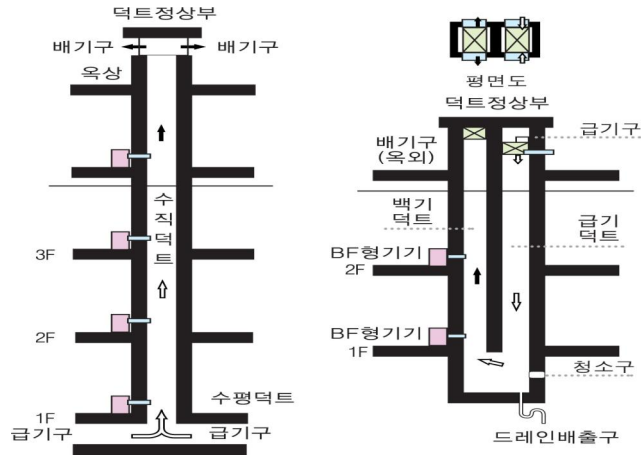 덕트정상부
배기구
배기구
옥상
수직덕트
3F
2F
1F
수평덕트
급기구
급기구
평면도
덕트정상부
배기구
(옥외)
급기구
백기
덕트
급기
덕트
BF형기기
2F
BF형기기
1F
청소구
드레인배출구